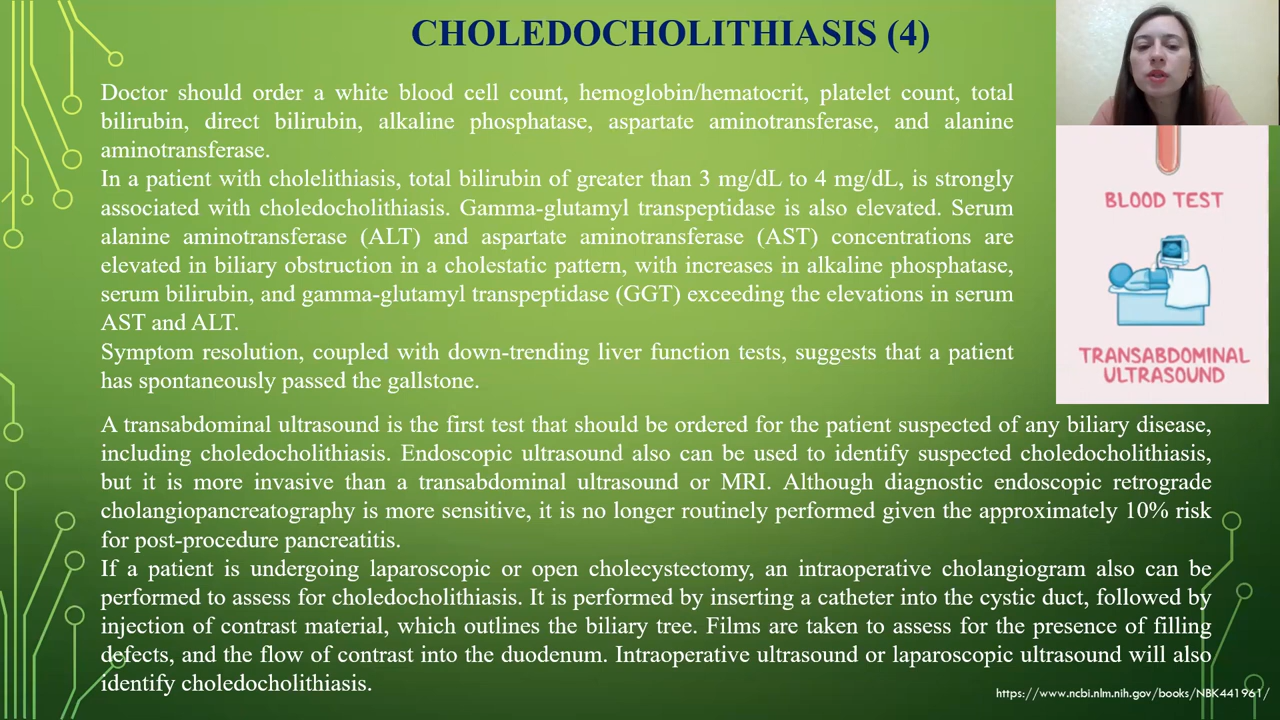 CHOLEDOCHOLITHIASIS (4)
Doctor should order a white blood cell count, hemoglobin/hematocrit, platelet count, total
bilirubin, direct bilirubin, alkaline phosphatase, aspartate aminotransferase, and alanine
aminotransferase.
In a patient with cholelithiasis, total bilirubin of greater than 3 mg/dL to 4 mg/dL, is strongly
associated with choledocholithiasis. Gamma-glutamyl transpeptidase is also elevated. Serum
alanine aminotransferase (ALT) and aspartate aminotransferase (AST) concentrations are
elevated in biliary obstruction in a cholestatic pattern, with increases in alkaline phosphatase,
serum bilirubin, and gamma-glutamyl transpeptidase (GGT) exceeding the elevations in serum
AST and ALT.
Symptom resolution, coupled with down-trending liver function tests, suggests that a patient
has spontaneously passed the gallstone.
BLOOD TEST
TRANSABDOMINAL
ULTRASOUND
A transabdominal ultrasound is the first test that should be ordered for the patient suspected of any biliary disease,
including choledocholithiasis. Endoscopic ultrasound also can be used to identify suspected choledocholithiasis,
but it is more invasive than a transabdominal ultrasound or MRI. Although diagnostic endoscopic retrograde
cholangiopancreatography is more sensitive, it is no longer routinely performed given the approximately 10% risk
for post-procedure pancreatitis.
If a patient is undergoing laparoscopic or open cholecystectomy, an intraoperative cholangiogram also can be
performed to assess for choledocholithiasis. It is performed by inserting a catheter into the cystic duct, followed by
injection of contrast material, which outlines the biliary tree. Films are taken to assess for the presence of filling
defects, and the flow of contrast into the duodenum. Intraoperative ultrasound or laparoscopic ultrasound will also
identify choledocholithiasis.
https://www.ncbi.nlm.nih.gov/books/NBK441961/